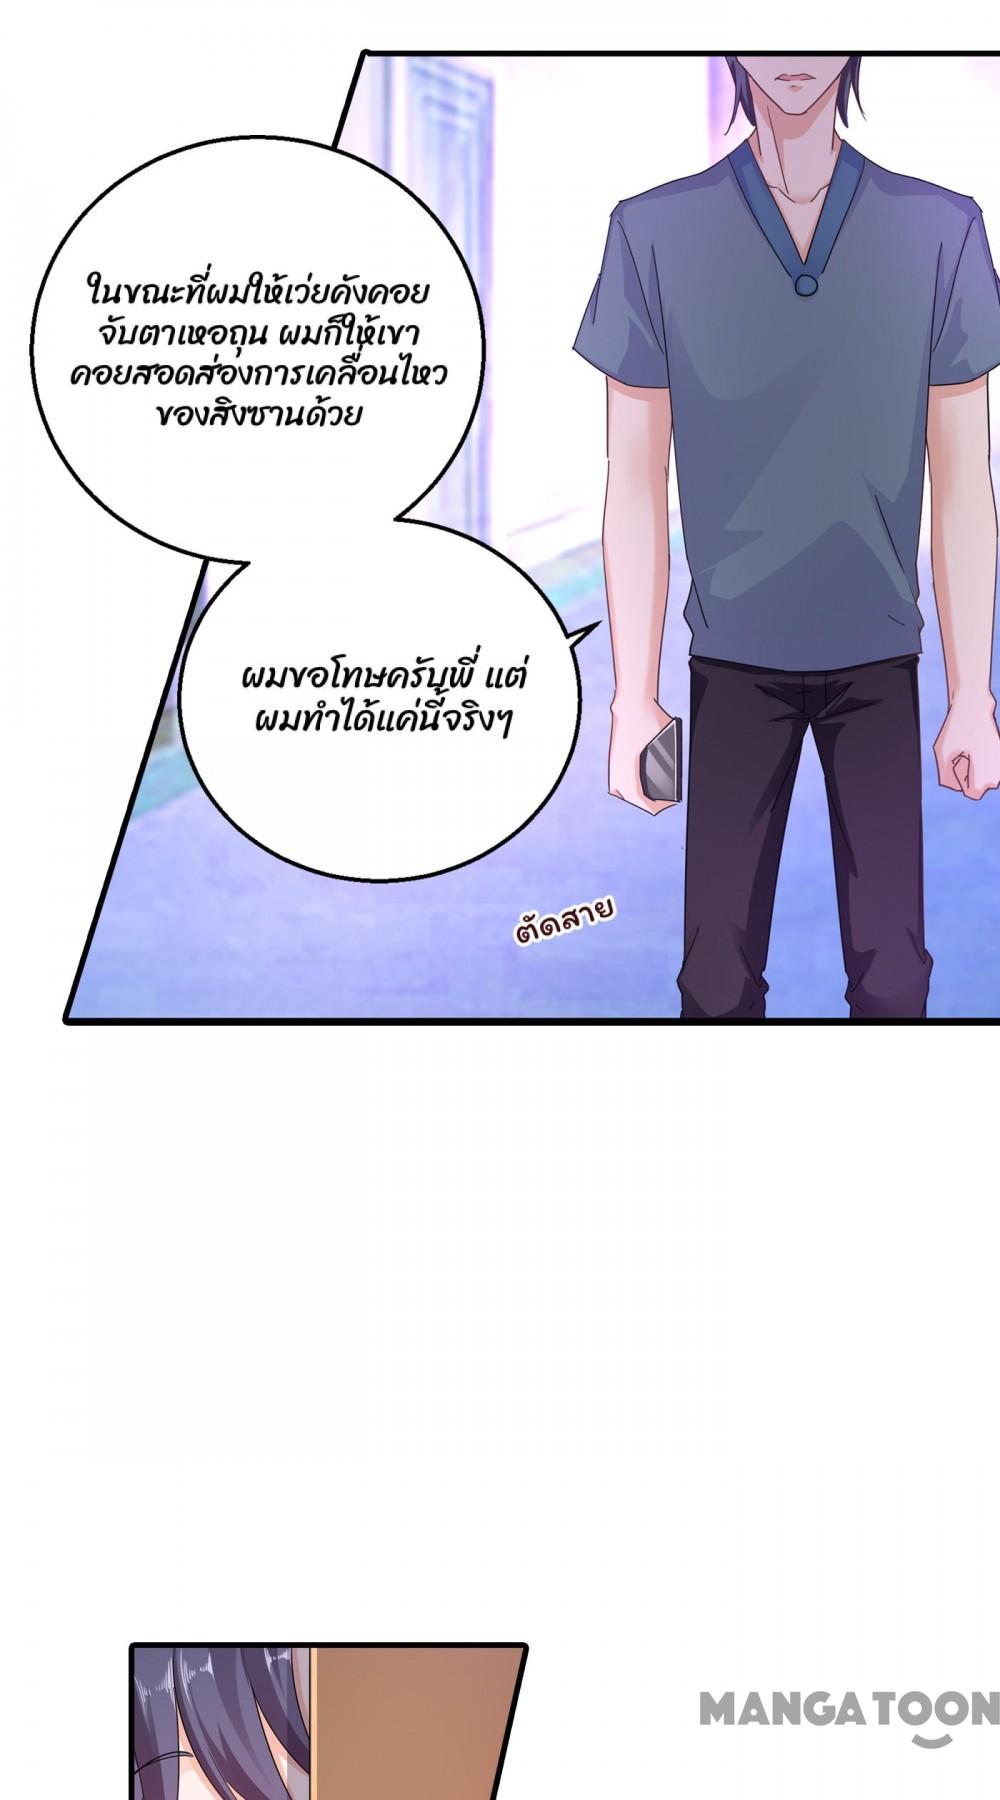 ในขณะที่ผมให้เว่ยคังคอย
จับตาเหอถุน ผมก็ให้เขา
คอยสอดส่องการเคลื่อนไหว
ของสิงซานด้วย
ผมขอโทษครับพี่ แต่
ผมทำได้แค่นี้จริงๆ
ตัดสาย
MANGATOON